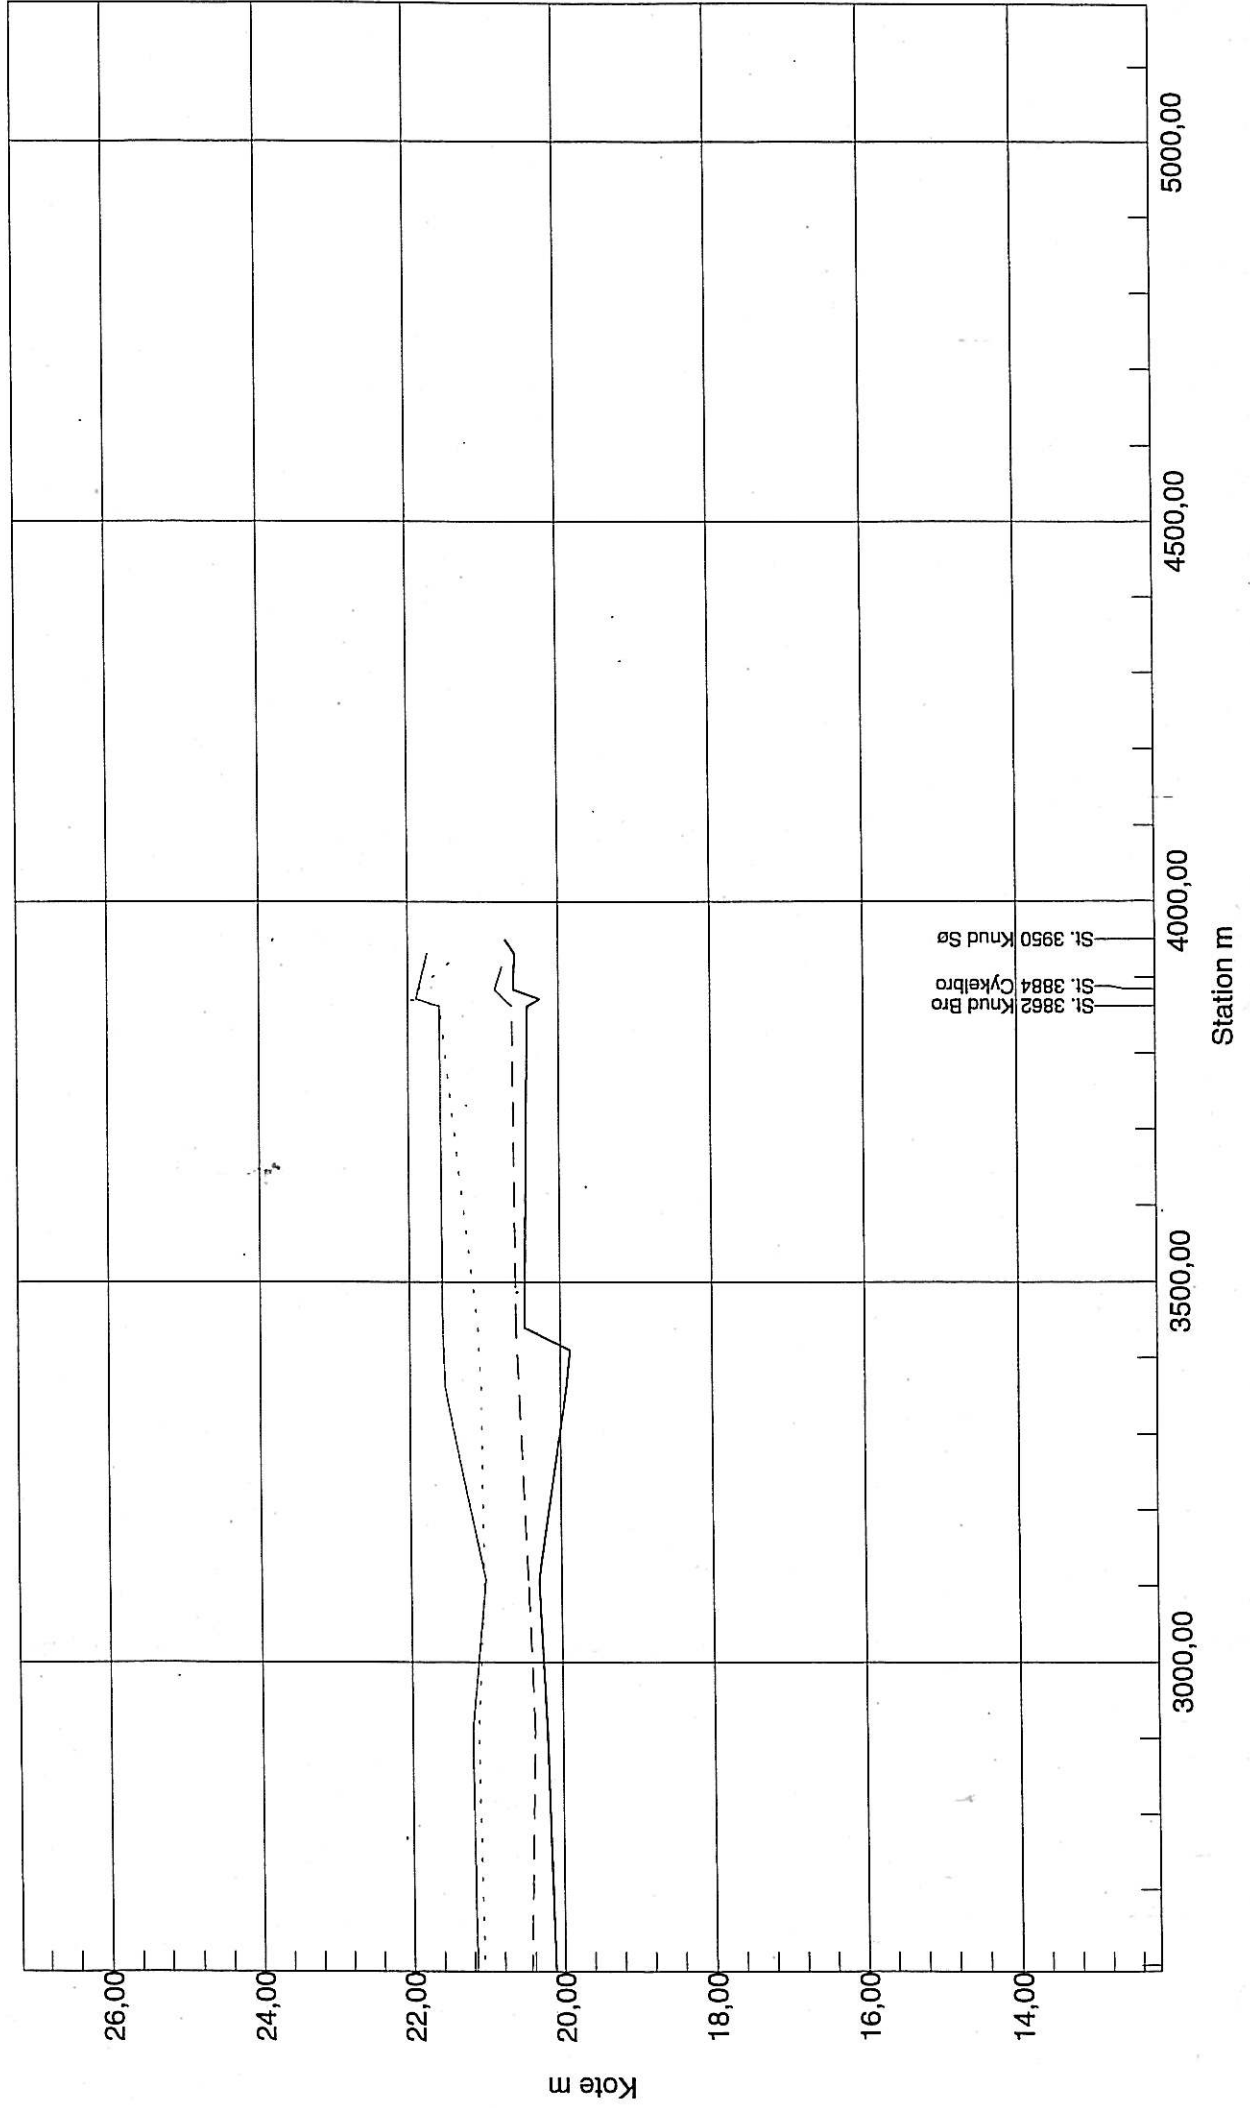 Kote m
26,00
24,00
22,00
20,00
18,00
16,00
14,00
St. 3862 Knud Bro
St. 3884 Cykelbro
St. 3950 Knud Sø
3000,00
3500,00
4000,00
4500,00
5000,00
Station m